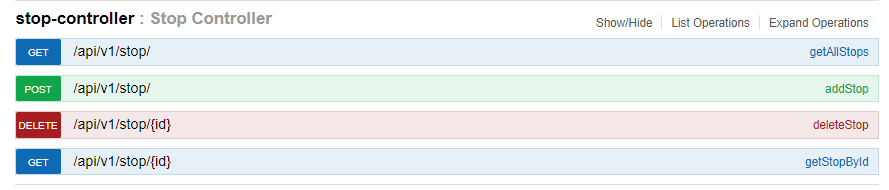 stop-controller : Stop Controller
Show/Hide List Operations Expand Operations
GET /api/v1/stop/ getAllStops
POST /api/v1/stop/ addStop
DELETE /api/v1/stop/{id} deleteStop
GET /api/v1/stop/{id} getStopById